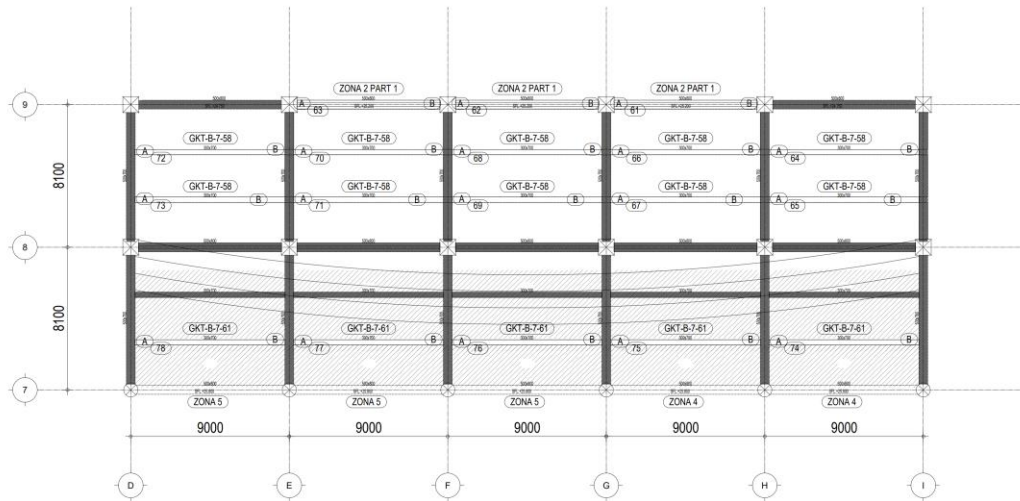 ZONA 2 PART 1 ZONA 2 PART 1 ZONA 2 PART 1
9 500x800 A 500x800 B A 500x800 B A 500x800 B 500x800
63 62 61
GKT-B-7-58 GKT-B-7-58 GKT-B-7-58 GKT-B-7-58 GKT-B-7-58
A B A B A B A B A B
72 70 68 66 64
8100
GKT-B-7-58 GKT-B-7-58 GKT-B-7-58 GKT-B-7-58 GKT-B-7-58
A B A B A B A B A B
73 71 69 67 65
8
8100
GKT-B-7-61 GKT-B-7-61 GKT-B-7-61 GKT-B-7-61 GKT-B-7-61
A B A B A B A B A B
78 77 76 75 74
7
ZONA 5 ZONA 5 ZONA 5 ZONA 4 ZONA 4
9000 9000 9000 9000 9000
D E F G H I